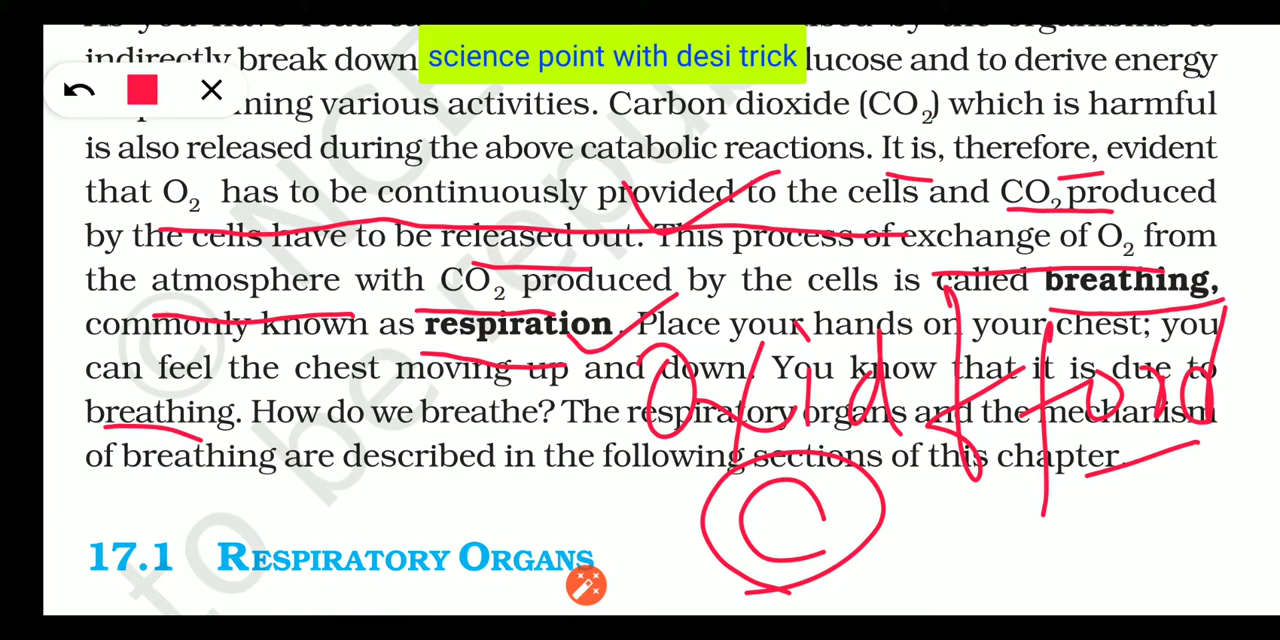 science point with desi trick
indirectly break down lucose and to derive energy
ming various activities. Carbon dioxide (CO₂) which is harmful
is also released during the above catabolic reactions. It is, therefore, evident
that O₂ has to be continuously provided to the cells and CO₂ produced
by the cells have to be released out. This process of exchange of O₂ from
the atmosphere with CO₂ produced by the cells is called breathing,
commonly known as respiration. Place your hands on your chest; you
can feel the chest moving up and down. You know that it is due to
breathing. How do we breathe? The respiratory organs and the mechanism
of breathing are described in the following sections of this chapter.
C
17.1 RESPIRATORY ORGANS